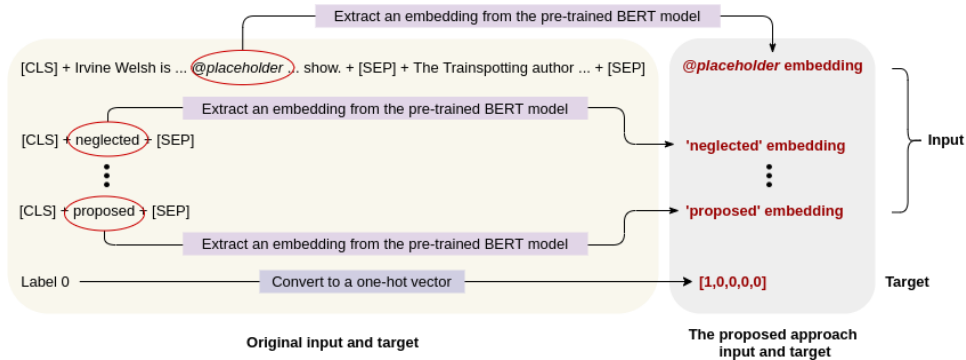 Extract an embedding from the pre-trained BERT model
[CLS] + Irvine Welsh is ... @placeholder ... show. + [SEP] + The Trainspotting author ... + [SEP]
@placeholder embedding
Extract an embedding from the pre-trained BERT model
[CLS] + neglected + [SEP]
'neglected' embedding
Input
[CLS] + proposed + [SEP]
'proposed' embedding
Extract an embedding from the pre-trained BERT model
Label 0
Convert to a one-hot vector
[1,0,0,0,0]
Target
Original input and target
The proposed approach
input and target